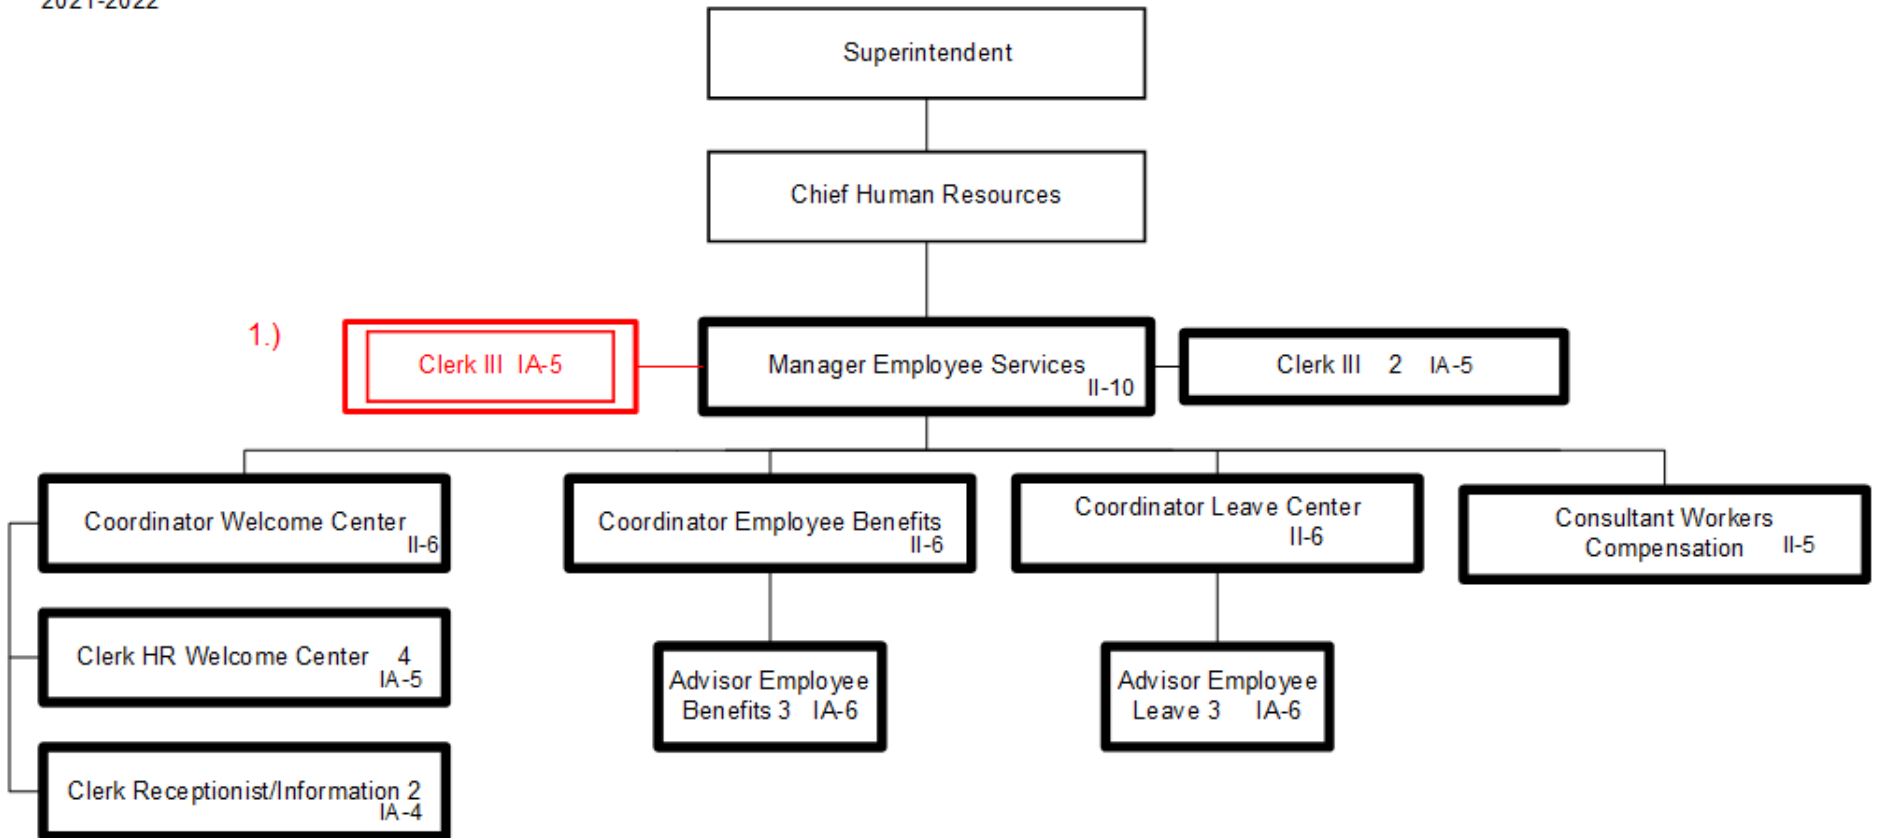 2021-2022
Superintendent
Chief Human Resources
1.)
Clerk III IA-5
Manager Employee Services
II-10
Clerk III 2 IA-5
Coordinator Welcome Center
II-6
Coordinator Employee Benefits
II-6
Coordinator Leave Center
II-6
Consultant Workers
Compensation II-5
Clerk HR Welcome Center 4
IA-5
Advisor Employee
Benefits 3 IA-6
Advisor Employee
Leave 3 IA-6
Clerk Receptionist/Information 2
IA-4